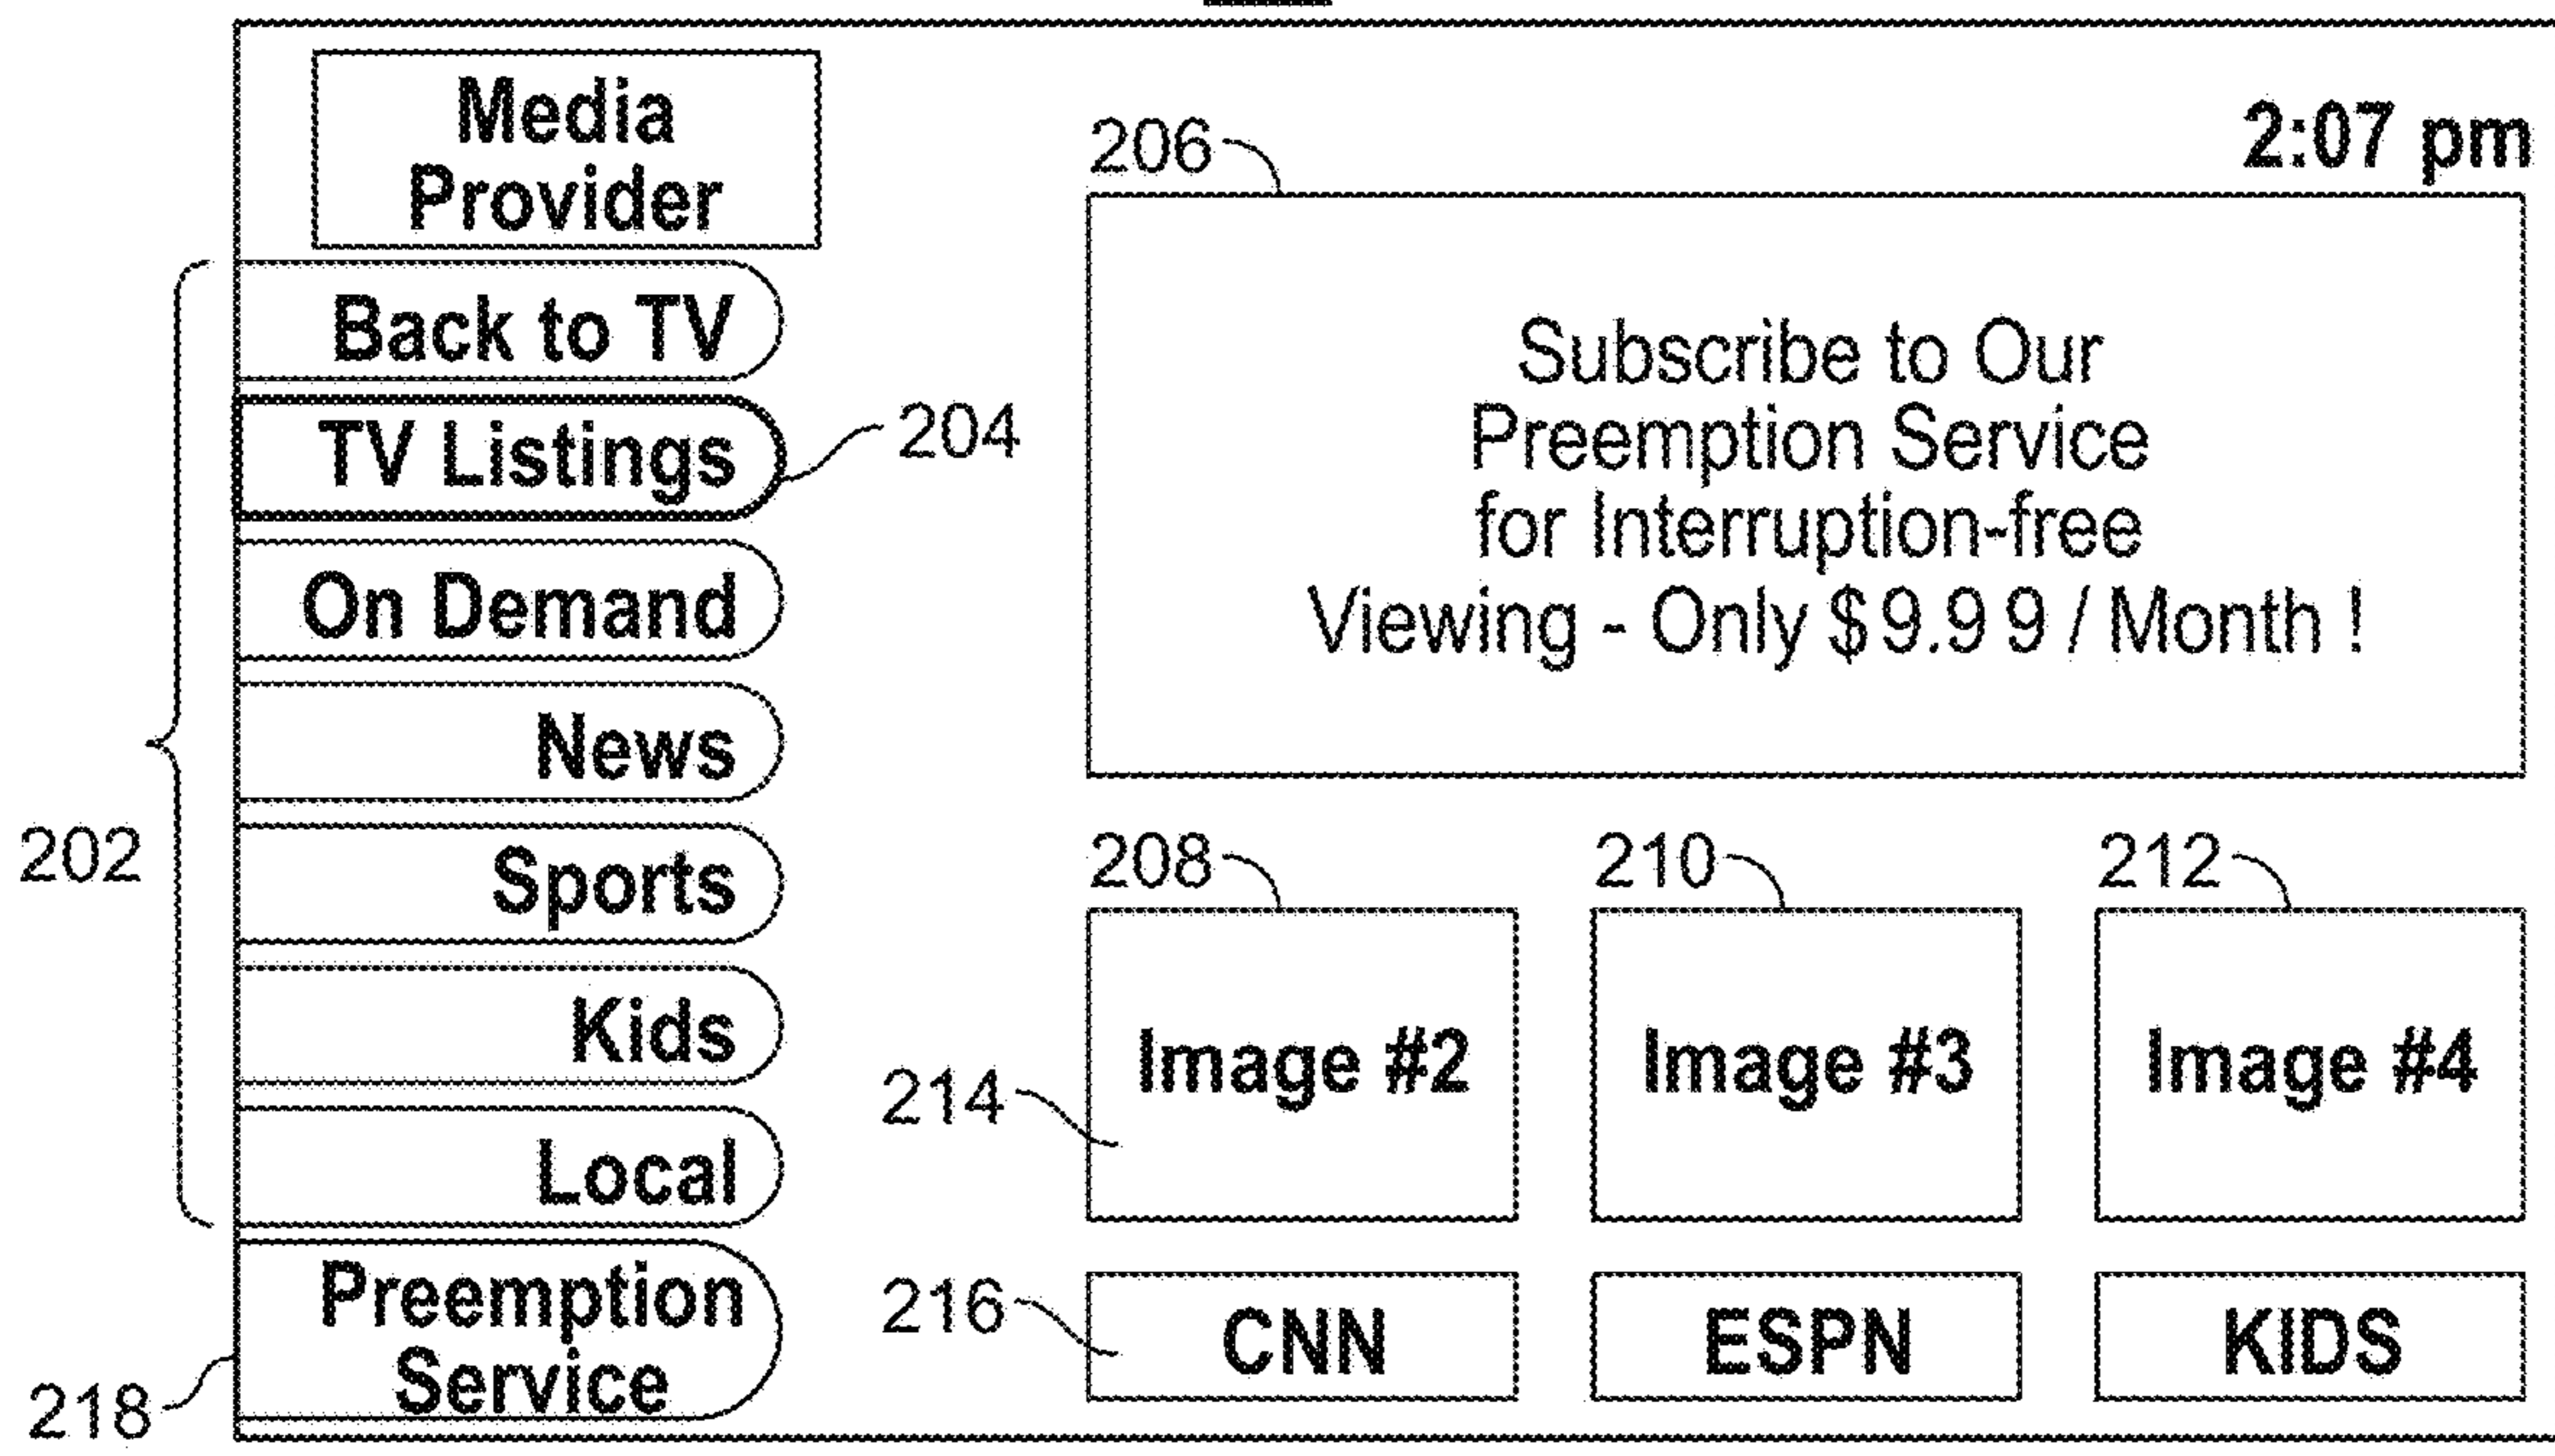 Media
Provider
2:07 pm
206
Back to TV
TV Listings
204
On Demand
News
Sports
Kids
Local
202
Preemption
Service
218
Subscribe to Our
Preemption Service
for Interruption-free
Viewing - Only $9.99 / Month !
208
210
212
Image #2
Image #3
Image #4
214
216
CNN
ESPN
KIDS